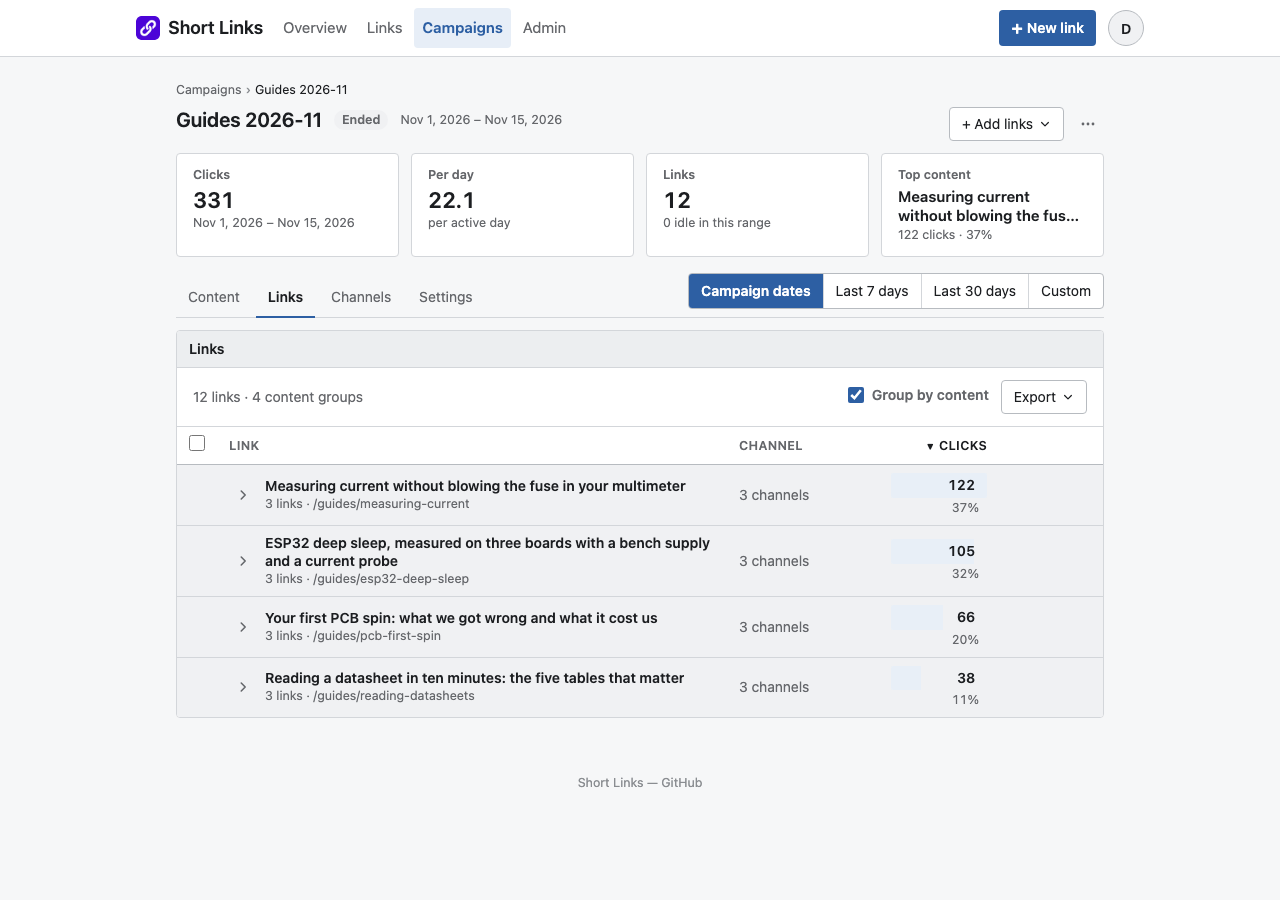 Short Links
Overview
Links
Campaigns
Admin
+ New link
D
Campaigns › Guides 2026-11
Guides 2026-11
Ended
Nov 1, 2026 – Nov 15, 2026
+ Add links
Clicks
331
Nov 1, 2026 – Nov 15, 2026
Per day
22.1
per active day
Links
12
0 idle in this range
Top content
Measuring current
without blowing the fus...
122 clicks · 37%
Content
Links
Channels
Settings
Campaign dates
Last 7 days
Last 30 days
Custom
Links
12 links · 4 content groups
Group by content
Export
LINK
CHANNEL
▼ CLICKS
Measuring current without blowing the fuse in your multimeter
3 links · /guides/measuring-current
3 channels
122
37%
ESP32 deep sleep, measured on three boards with a bench supply
and a current probe
3 links · /guides/esp32-deep-sleep
3 channels
105
32%
Your first PCB spin: what we got wrong and what it cost us
3 links · /guides/pcb-first-spin
3 channels
66
20%
Reading a datasheet in ten minutes: the five tables that matter
3 links · /guides/reading-datasheets
3 channels
38
11%
Short Links — GitHub